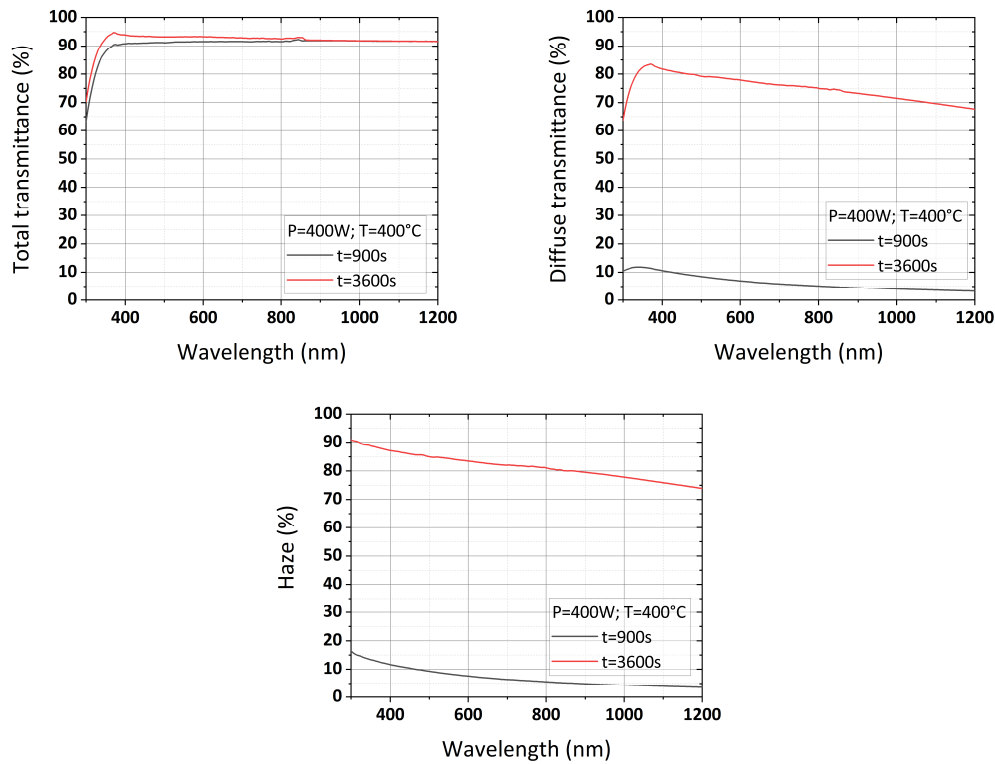 Total transmittance (%)
100
90
80
70
60
50
40
30
20
10
0
P=400W; T=400°C
t=900s
t=3600s
400 600 800 1000 1200
Wavelength (nm)
Diffuse transmittance (%)
100
90
80
70
60
50
40
30
20
10
0
P=400W; T=400°C
t=900s
t=3600s
400 600 800 1000 1200
Wavelength (nm)
Haze (%)
100
90
80
70
60
50
40
30
20
10
0
P=400W; T=400°C
t=900s
t=3600s
400 600 800 1000 1200
Wavelength (nm)